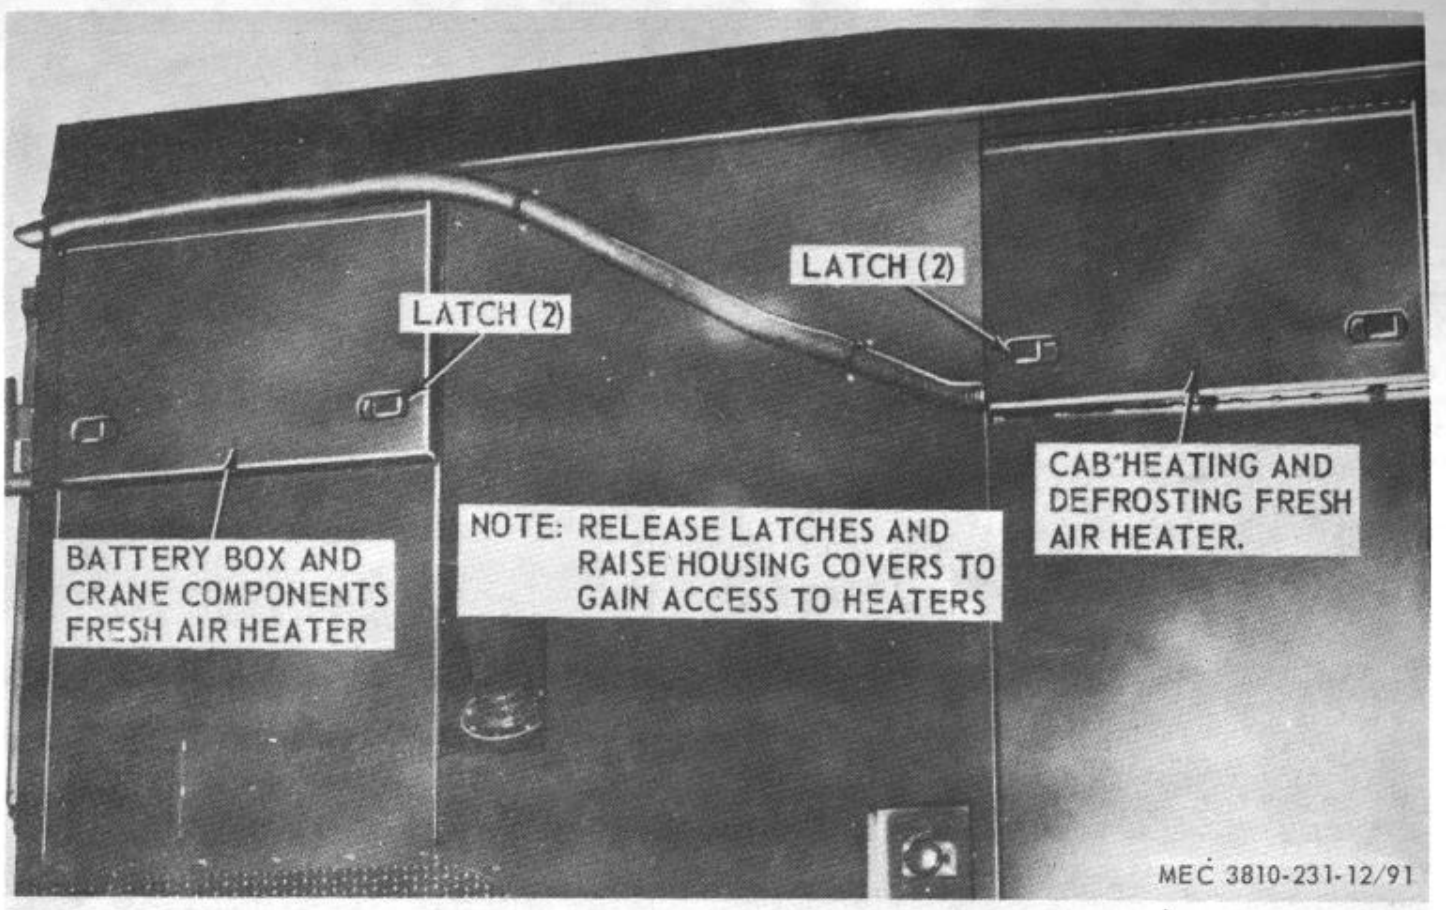 LATCH (2)
LATCH (2)
CAB HEATING AND
DEFROSTING FRESH
AIR HEATER.
NOTE: RELEASE LATCHES AND
RAISE HOUSING COVERS TO
GAIN ACCESS TO HEATERS
BATTERY BOX AND
CRANE COMPONENTS
FRESH AIR HEATER
MEC 3810-231-12/91